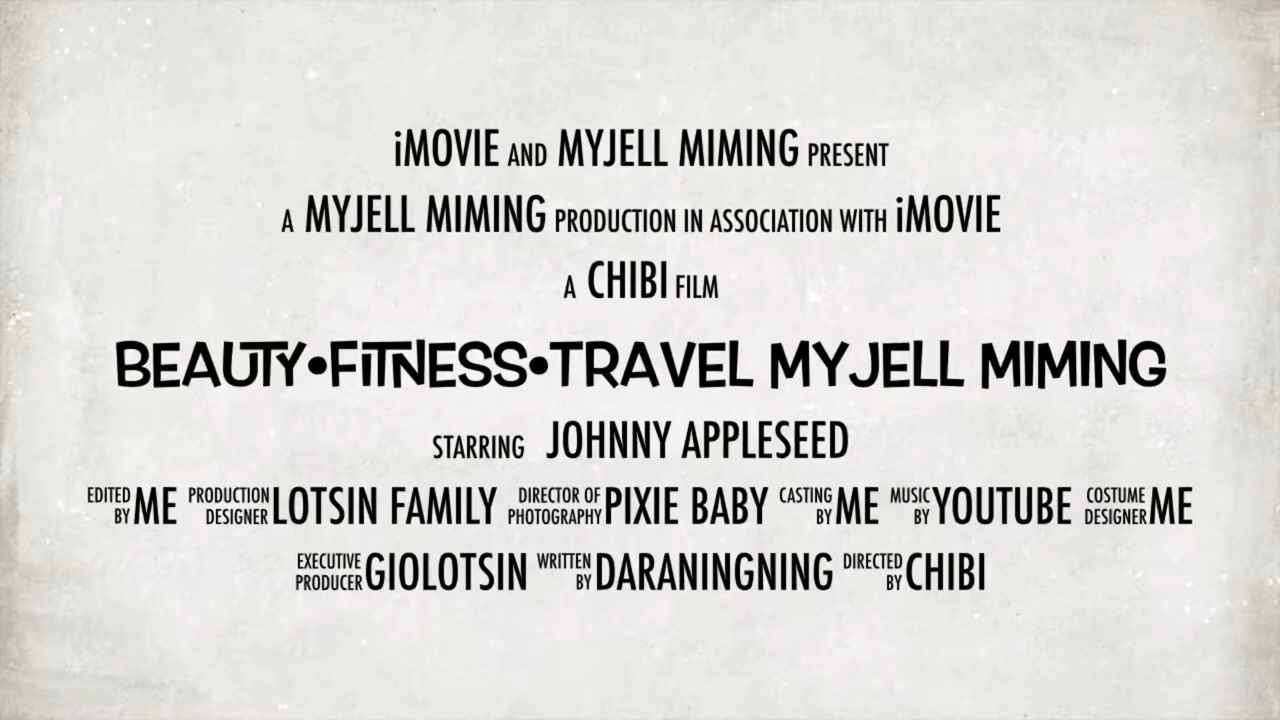 iMOVIE AND MYJELL MIMING PRESENT
A MYJELL MIMING PRODUCTION IN ASSOCIATION WITH iMOVIE
A CHIBI FILM
BEAUTY•FITNESS•TRAVEL MYJELL MIMING
STARRING JOHNNY APPLESEED
EDITED BY ME PRODUCTION DESIGNER LOTSIN FAMILY DIRECTOR OF PHOTOGRAPHY PIXIE BABY CASTING BY ME MUSIC BY YOUTUBE COSTUME DESIGNER ME
EXECUTIVE PRODUCER GIOLOTSIN WRITTEN BY DARANINGNING DIRECTED BY CHIBI